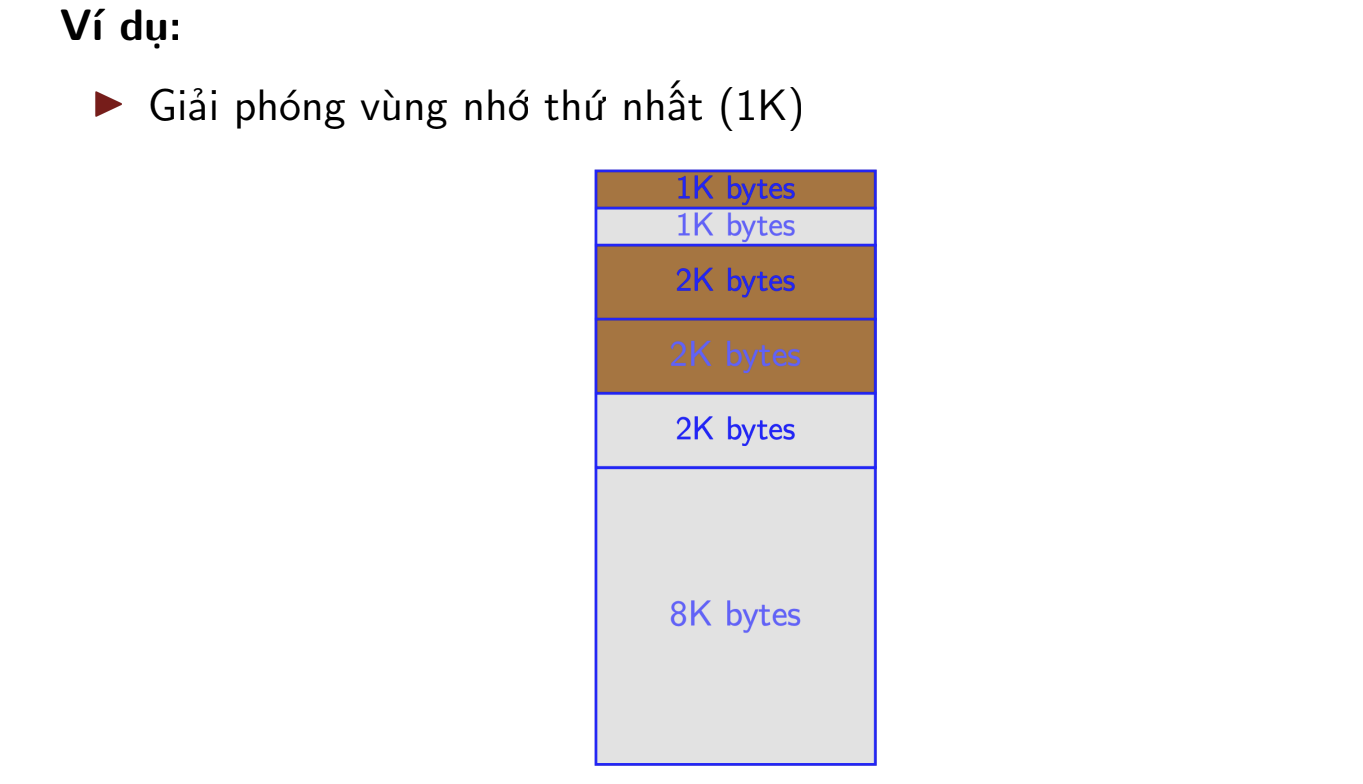 Ví dụ:
Giải phóng vùng nhớ thứ nhất (1K)
1K bytes
1K bytes
2K bytes
2K bytes
2K bytes
8K bytes